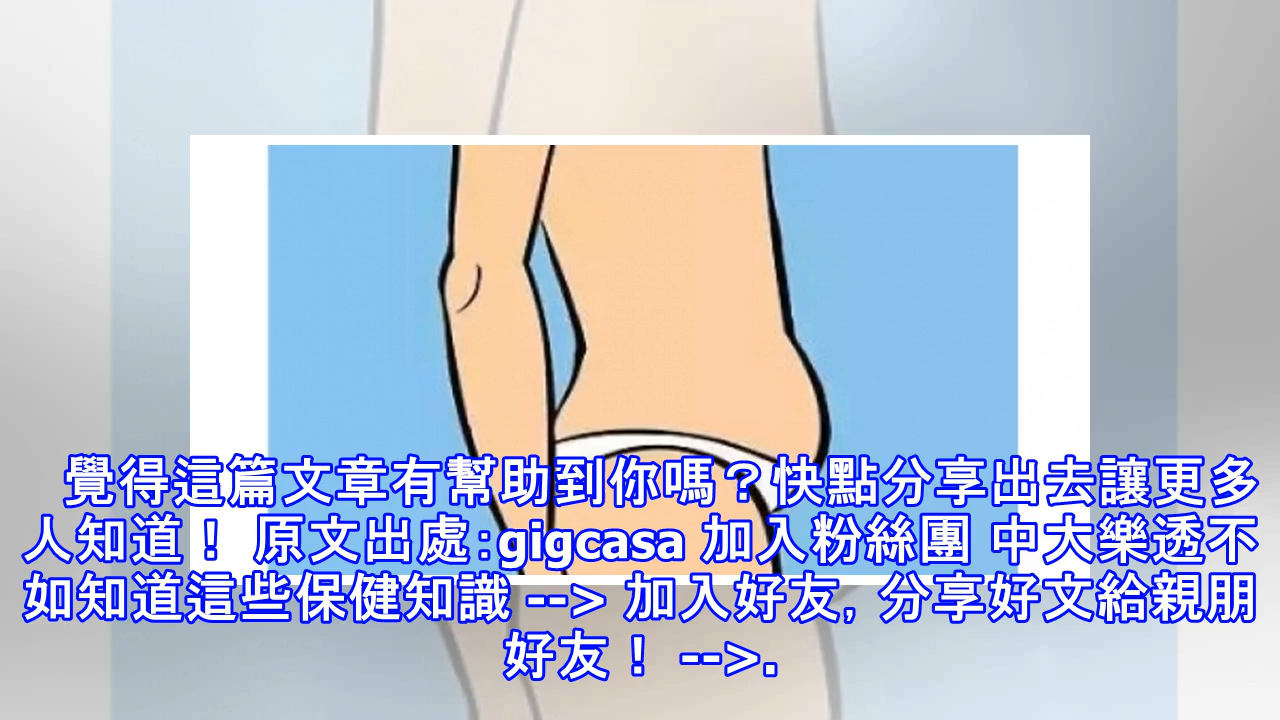 覺得這篇文章有幫助到你嗎？快點分享出去讓更多
人知道！ 原文出處:gigcasa 加入粉絲團 中大樂透不
如知道這些保健知識 --> 加入好友, 分享好文給親朋
好友！ -->.